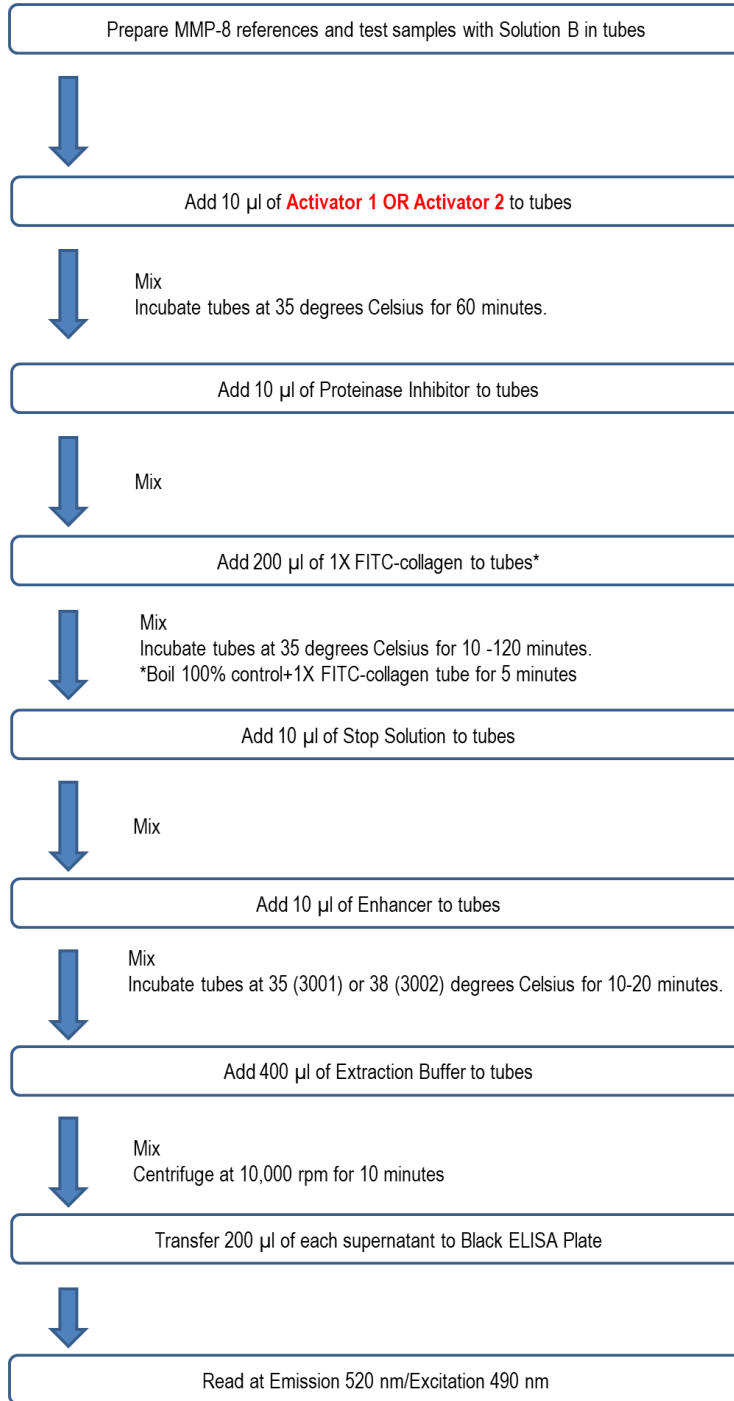 Prepare MMP-8 references and test samples with Solution B in tubes
Add 10 µl of Activator 1 OR Activator 2 to tubes
Mix
Incubate tubes at 35 degrees Celsius for 60 minutes.
Add 10 µl of Proteinase Inhibitor to tubes
Mix
Add 200 µl of 1X FITC-collagen to tubes*
Mix
Incubate tubes at 35 degrees Celsius for 10 -120 minutes.
*Boil 100% control+1X FITC-collagen tube for 5 minutes
Add 10 µl of Stop Solution to tubes
Mix
Add 10 µl of Enhancer to tubes
Mix
Incubate tubes at 35 (3001) or 38 (3002) degrees Celsius for 10-20 minutes.
Add 400 µl of Extraction Buffer to tubes
Mix
Centrifuge at 10,000 rpm for 10 minutes
Transfer 200 µl of each supernatant to Black ELISA Plate
Read at Emission 520 nm/Excitation 490 nm